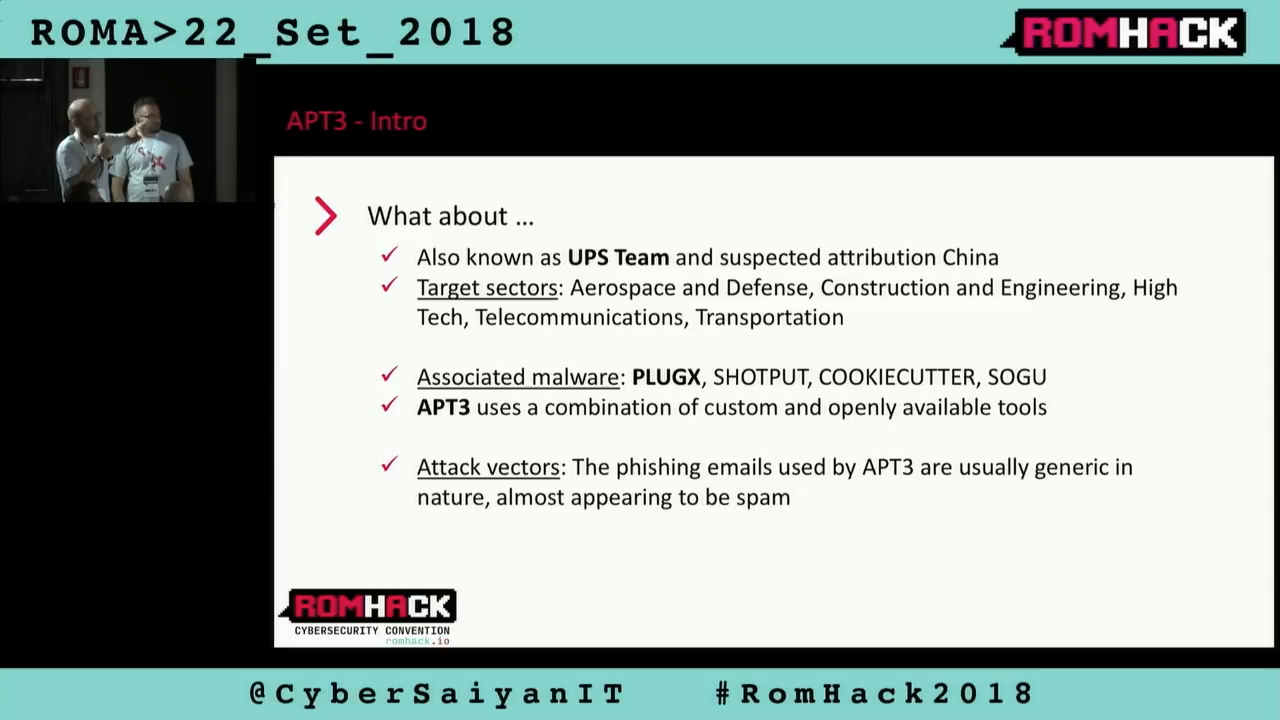 ROMA>22_Set_2018
ROMHACK
APT3 - Intro
What about ...
Also known as UPS Team and suspected attribution China
Target sectors: Aerospace and Defense, Construction and Engineering, High
Tech, Telecommunications, Transportation
Associated malware: PLUGX, SHOTPUT, COOKIECUTTER, SOGU
APT3 uses a combination of custom and openly available tools
Attack vectors: The phishing emails used by APT3 are usually generic in
nature, almost appearing to be spam
ROMHACK
CYBERSECURITY CONVENTION
romhack.io
@CyberSaiyanIT #RomHack2018